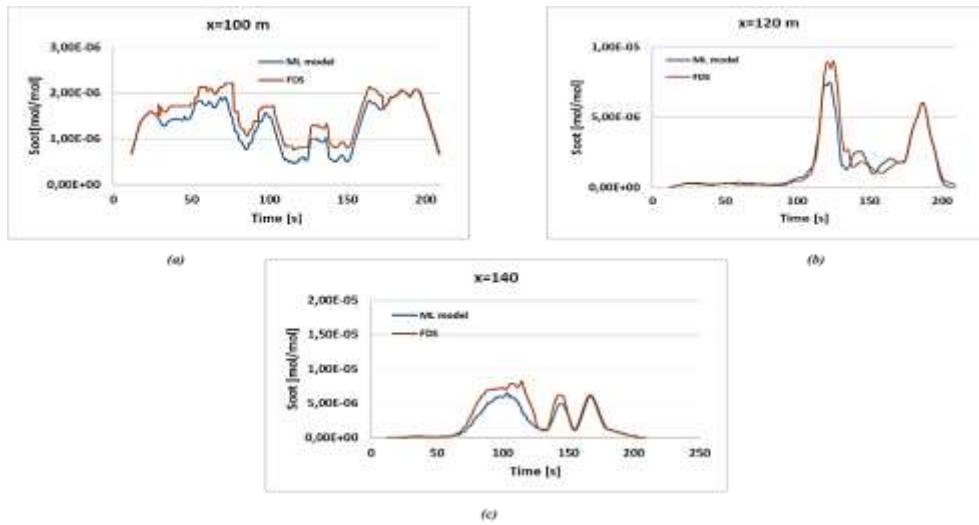 x=100 m
3,00E-06
2,00E-06
1,00E-06
0,00E+00
Soot[mol/mol]
ML model
FDS
0 50 100 150 200
Time [s]
(a)
x=120 m
1,00E-05
5,00E-06
0,00E+00
Soot [mol/mol]
ML model
FDS
0 50 100 150 200
Time [s]
(b)
x=140
2,00E-05
1,50E-05
1,00E-05
5,00E-06
0,00E+00
Soot [mol/mol]
ML model
FDS
0 50 100 150 200 250
Time [s]
(c)